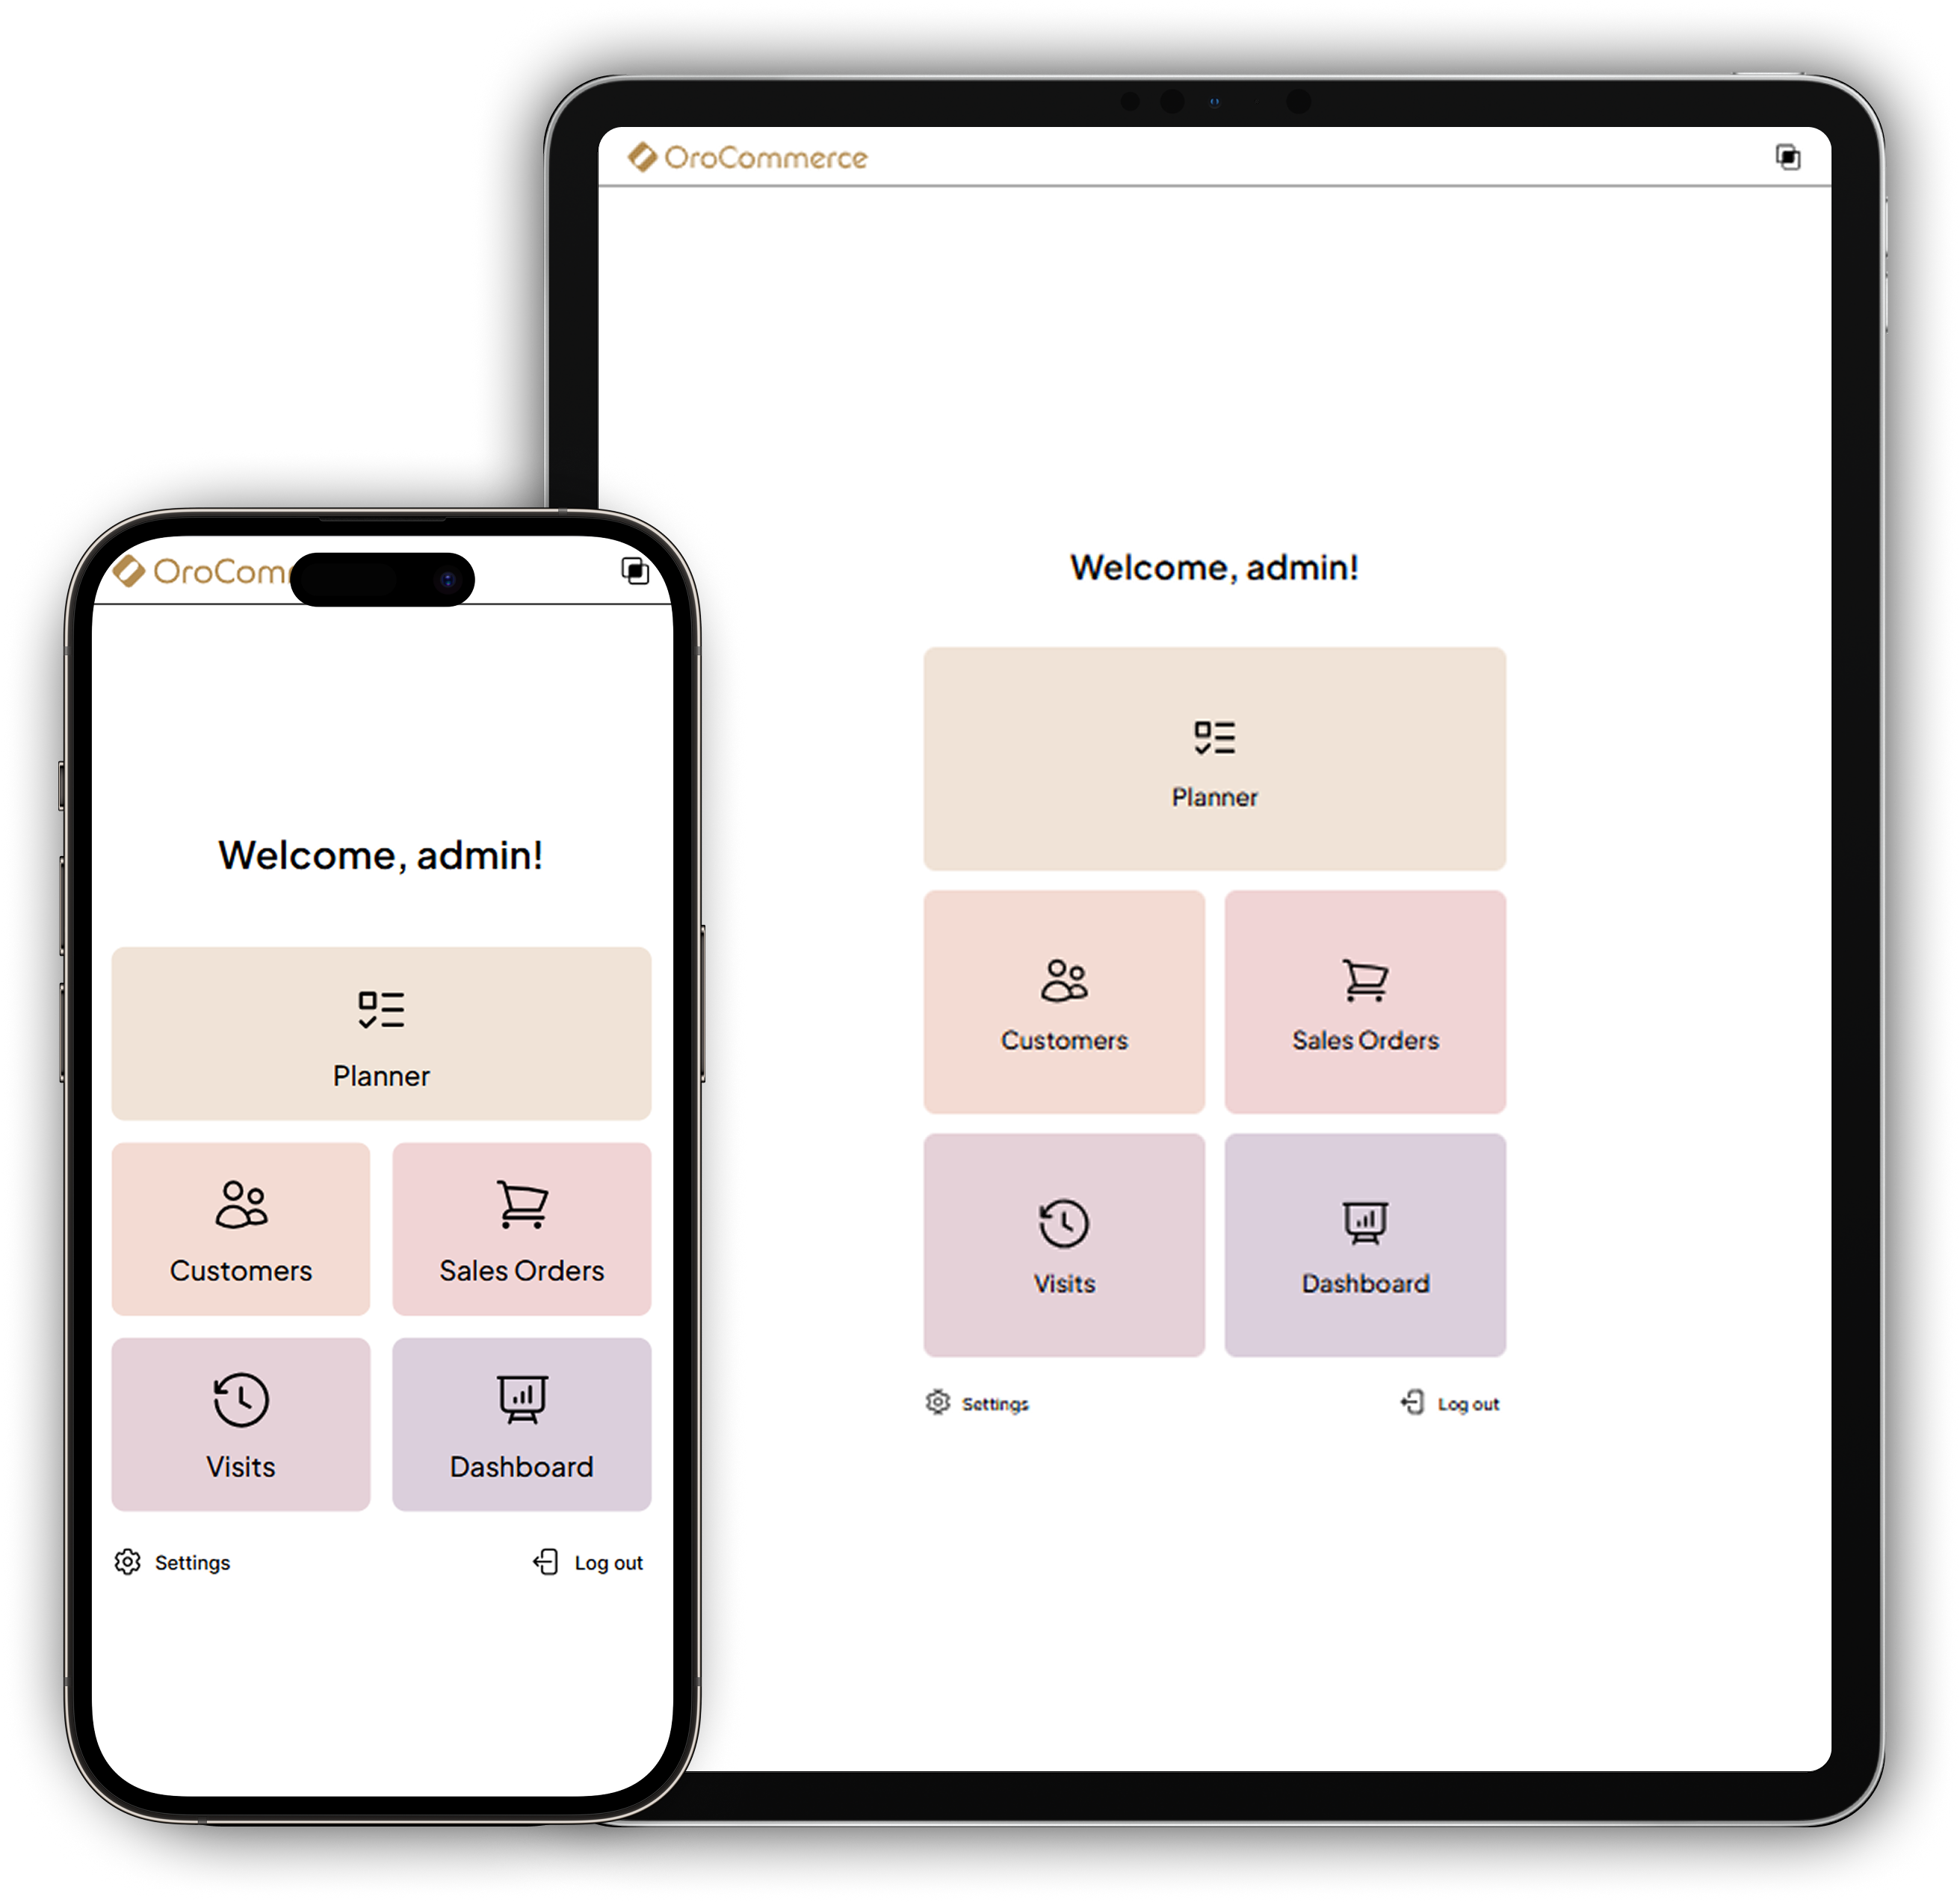 OroCommerce
Welcome, admin!
Planner
Customers
Sales Orders
Visits
Dashboard
Settings
Log out
OroCom
Welcome, admin!
Planner
Customers
Sales Orders
Visits
Dashboard
Settings
Log out